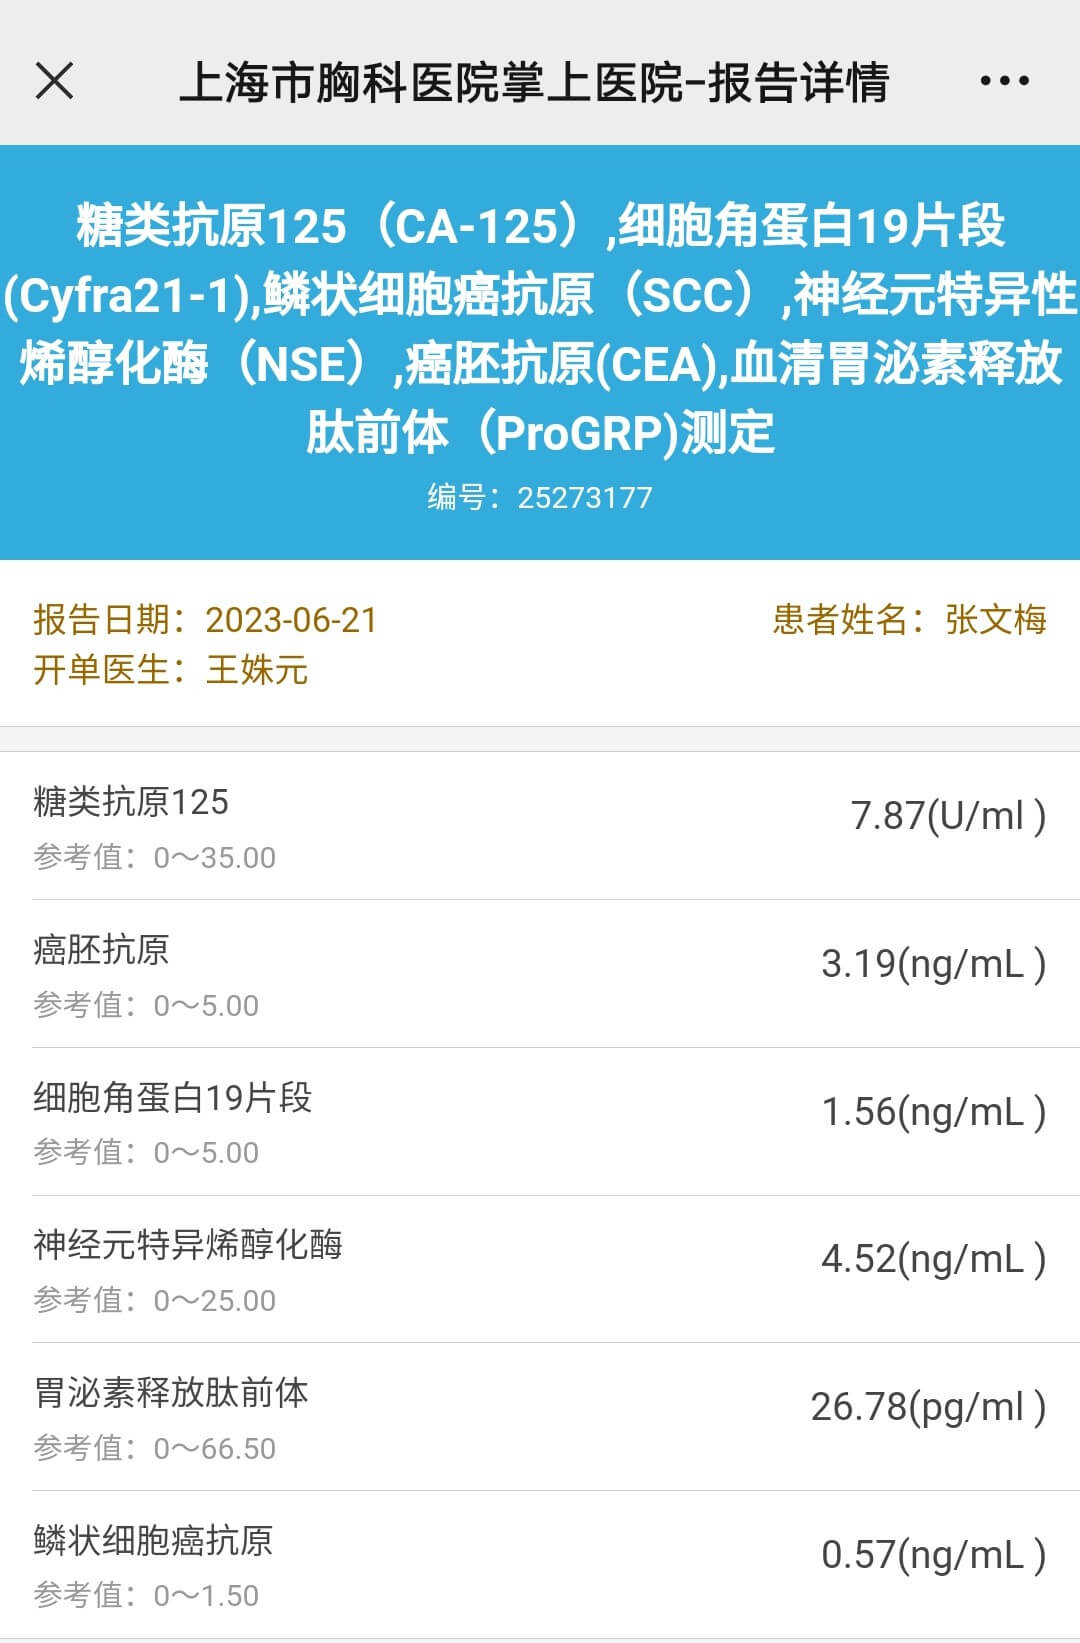 上海市胸科医院掌上医院-报告详情
糖类抗原125（CA-125）,细胞角蛋白19片段
(Cyfra21-1),鳞状细胞癌抗原（SCC）,神经元特异性
烯醇化酶（NSE）,癌胚抗原(CEA),血清胃泌素释放
肽前体（ProGRP)测定
编号：25273177
报告日期：2023-06-21
患者姓名：张文梅
开单医生：王姝元
糖类抗原125
7.87(U/ml )
参考值：0～35.00
癌胚抗原
3.19(ng/mL )
参考值：0～5.00
细胞角蛋白19片段
1.56(ng/mL )
参考值：0～5.00
神经元特异烯醇化酶
4.52(ng/mL )
参考值：0～25.00
胃泌素释放肽前体
26.78(pg/ml )
参考值：0～66.50
鳞状细胞癌抗原
0.57(ng/mL )
参考值：0～1.50